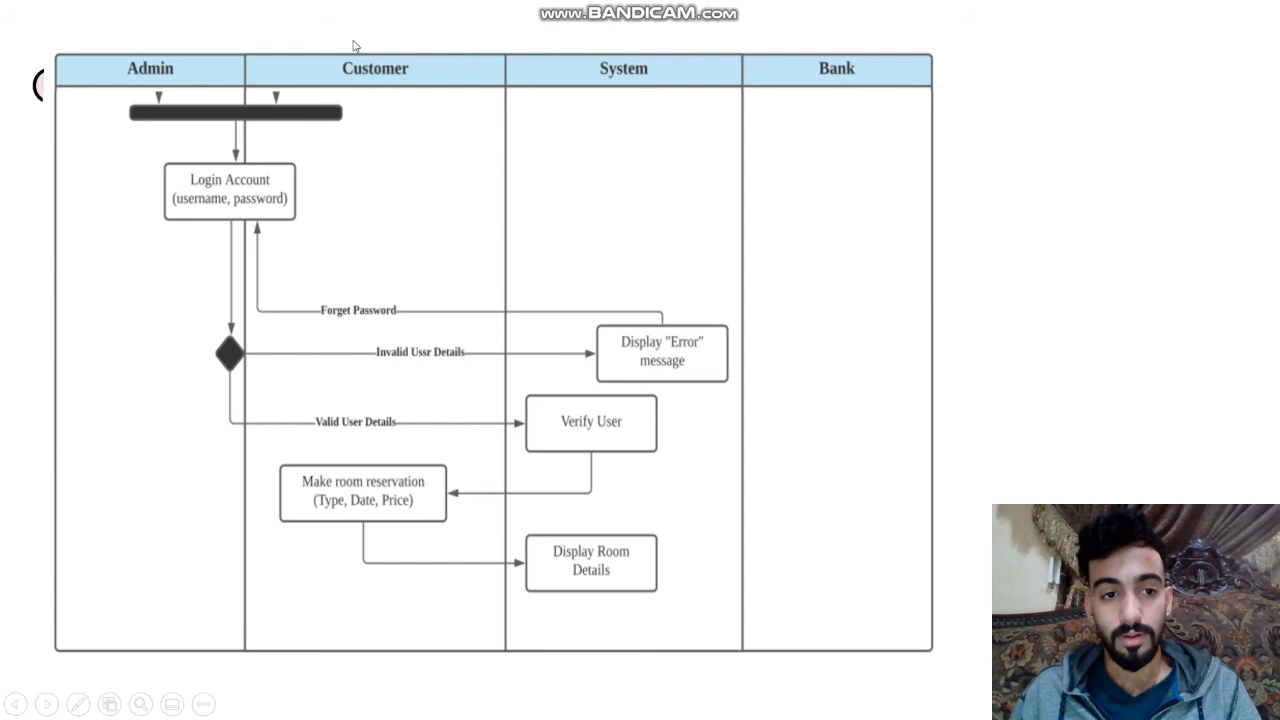 www.BANDICAM.com
Admin
Customer
System
Bank
Login Account
(username, password)
Forget Password
Display "Error"
message
Invalid Ussr Details
Valid User Details
Verify User
Make room reservation
(Type, Date, Price)
Display Room
Details